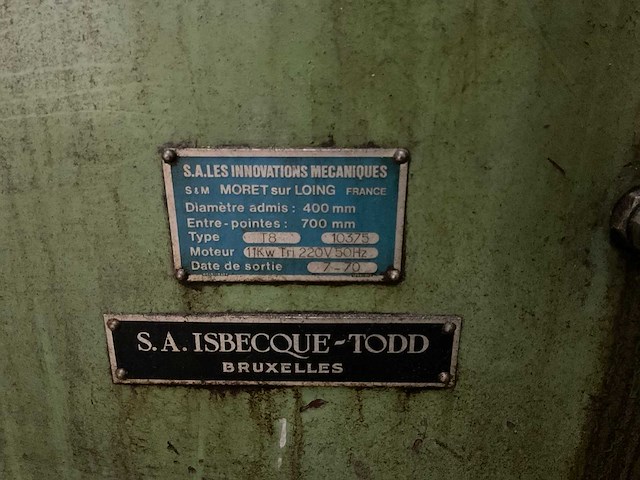 S.A.LES INNOVATIONS MECANIQUES
S & M MORET sur LOING FRANCE
Diamètre admis : 400 mm
Entre-pointes : 700 mm
Type T8 10375
Moteur 11Kw Tri 220V 50Hz
Date de sortie 7-70
S.A. ISBECQUE-TODD
BRUXELLES